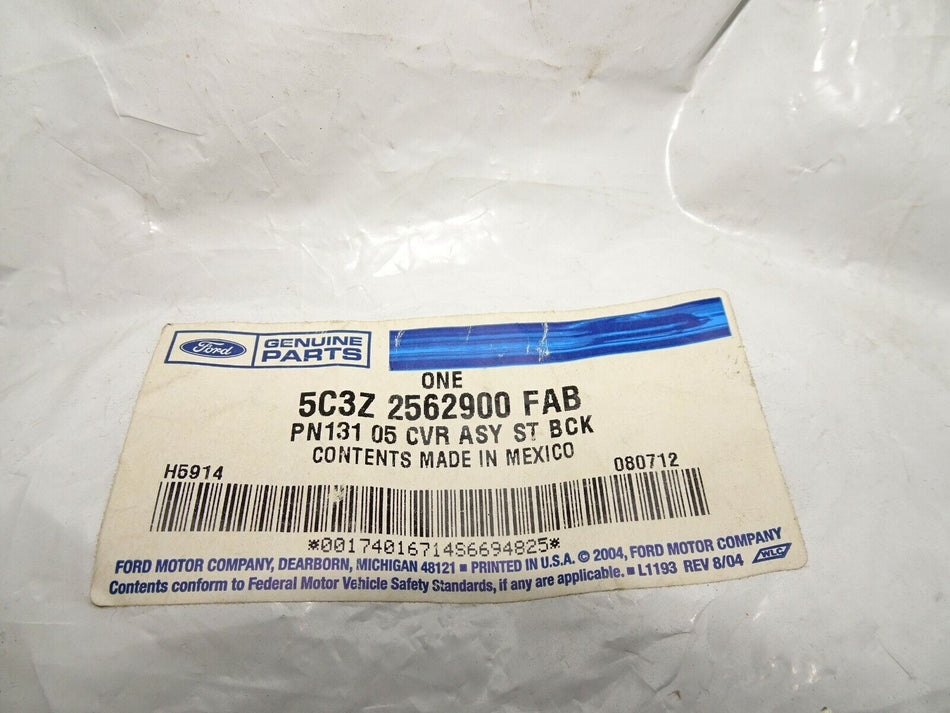 Ford GENUINE PARTS
ONE
5C3Z 2562900 FAB
PN131 05 CVR ASY ST BCK
CONTENTS MADE IN MEXICO
H5914 080712
*00174016714S6694825*
FORD MOTOR COMPANY, DEARBORN, MICHIGAN 48121 ▪ PRINTED IN U.S.A. © 2004, FORD MOTOR COMPANY
Contents conform to Federal Motor Vehicle Safety Standards, if any are applicable. ▪ L1193 REV 8/04 WLC